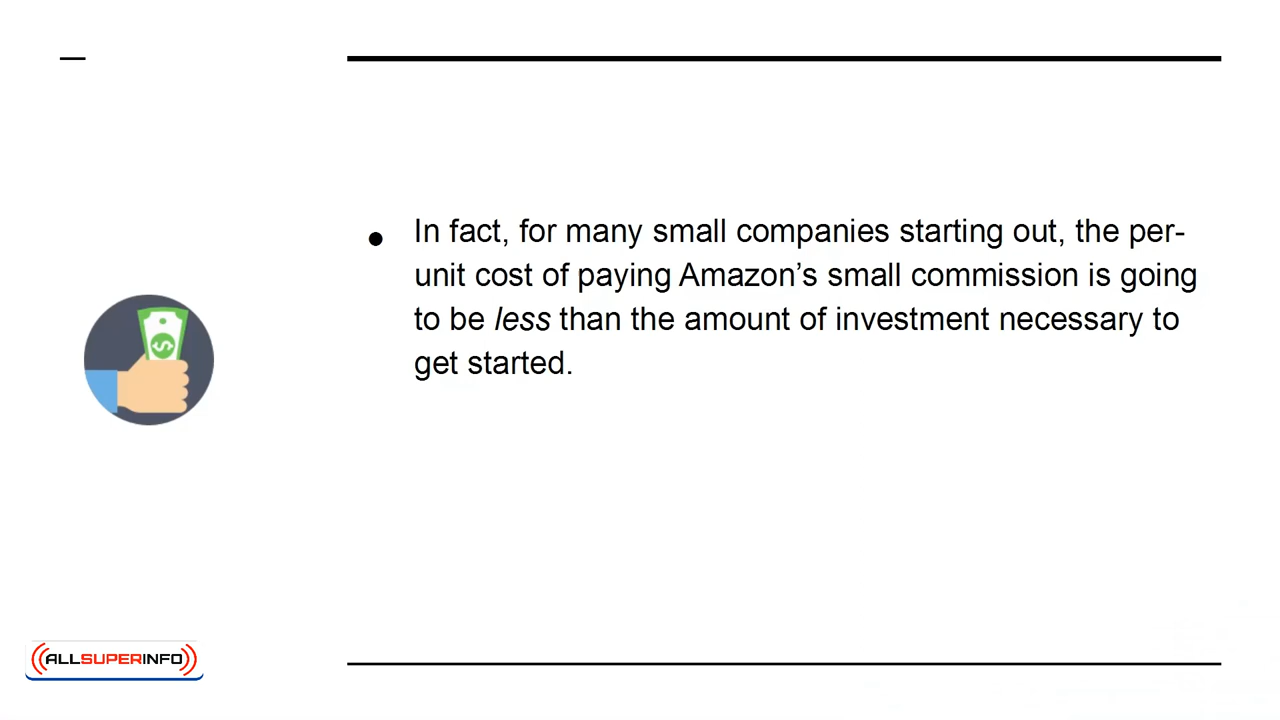 In fact, for many small companies starting out, the per-
unit cost of paying Amazon’s small commission is going
to be less than the amount of investment necessary to
get started.
ALLSUPERINFO